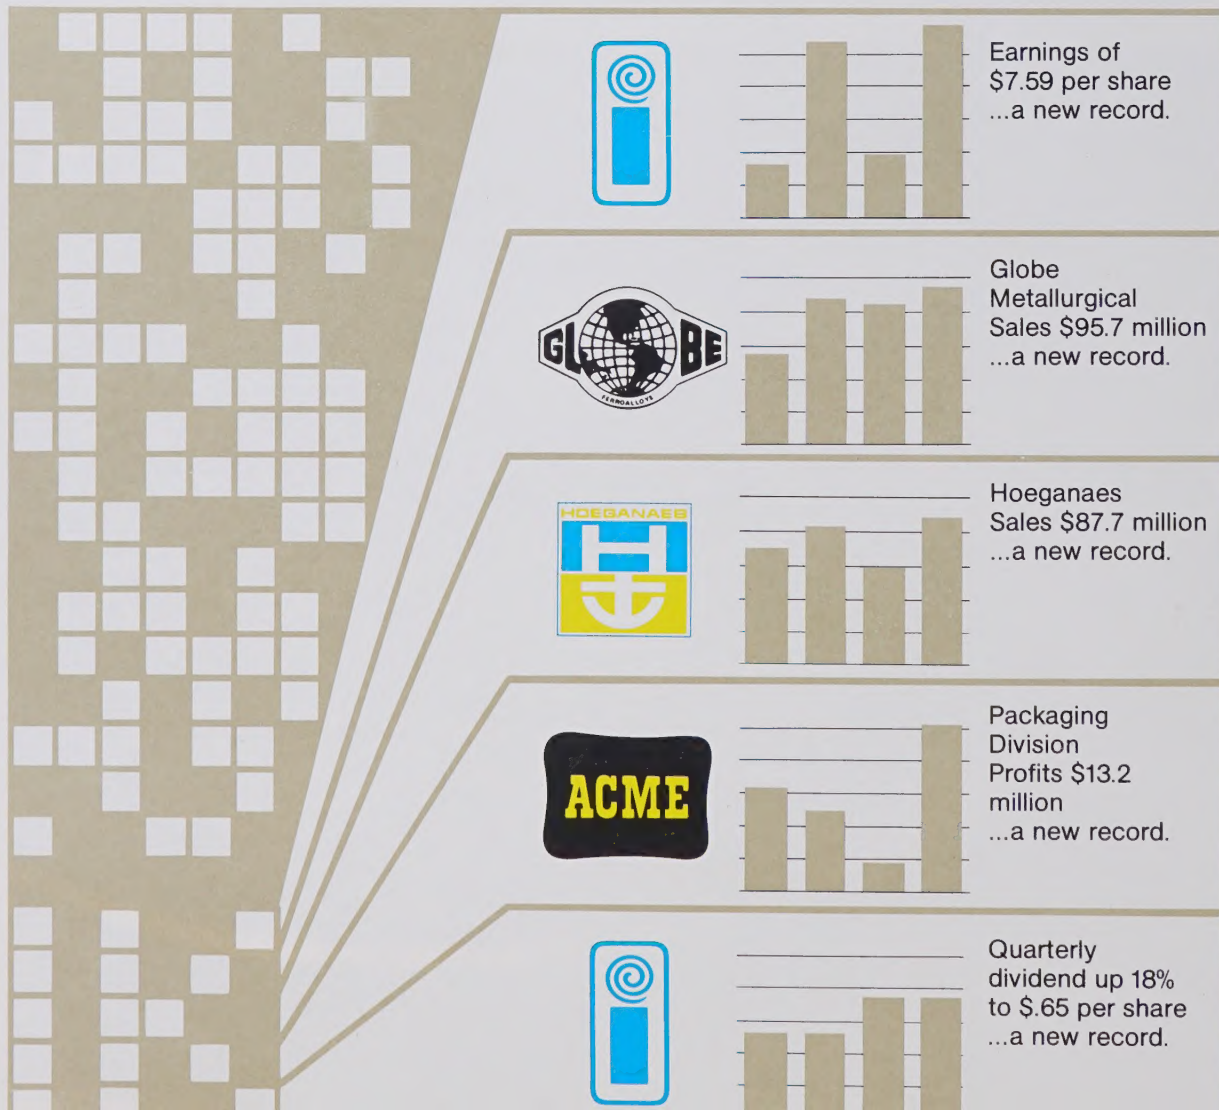 Earnings of
$7.59 per share
...a new record.
GL BE
FERROALLOYS
Globe
Metallurgical
Sales $95.7 million
...a new record.
HOEGANAES
H
Hoeganaes
Sales $87.7 million
...a new record.
ACME
Packaging
Division
Profits $13.2
million
...a new record.
Quarterly
dividend up 18%
to $.65 per share
...a new record.